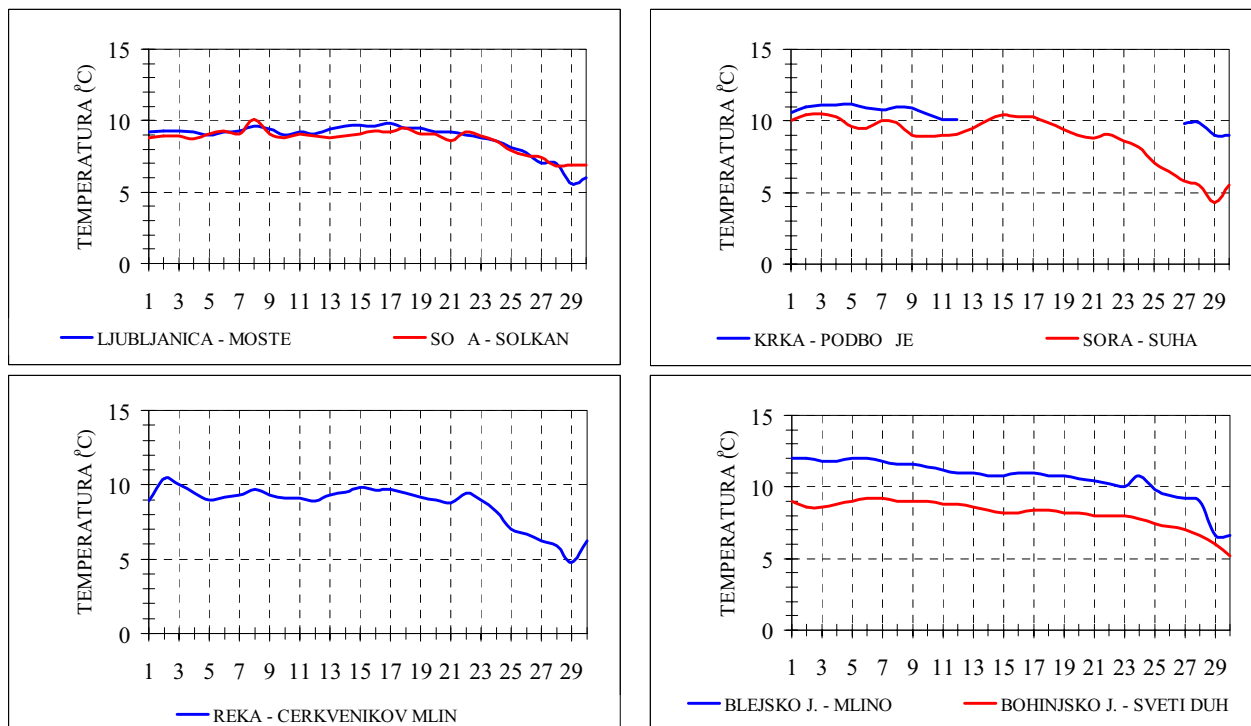 TEMPERATURA (ºC)
15
10
5
0
1 3 5 7 9 11 13 15 17 19 21 23 25 27 29
LJUBLJANICA - MOSTE SO A - SOLKAN
TEMPERATURA (ºC)
15
10
5
0
1 3 5 7 9 11 13 15 17 19 21 23 25 27 29
KRKA - PODBO JE SORA - SUHA
TEMPERATURA (ºC)
15
10
5
0
1 3 5 7 9 11 13 15 17 19 21 23 25 27 29
REKA - CERKVENIKOV MLIN
TEMPERATURA (ºC)
15
10
5
0
1 3 5 7 9 11 13 15 17 19 21 23 25 27 29
BLEJSKO J. - MLINO BOHINJSKO J. - SVETI DUH